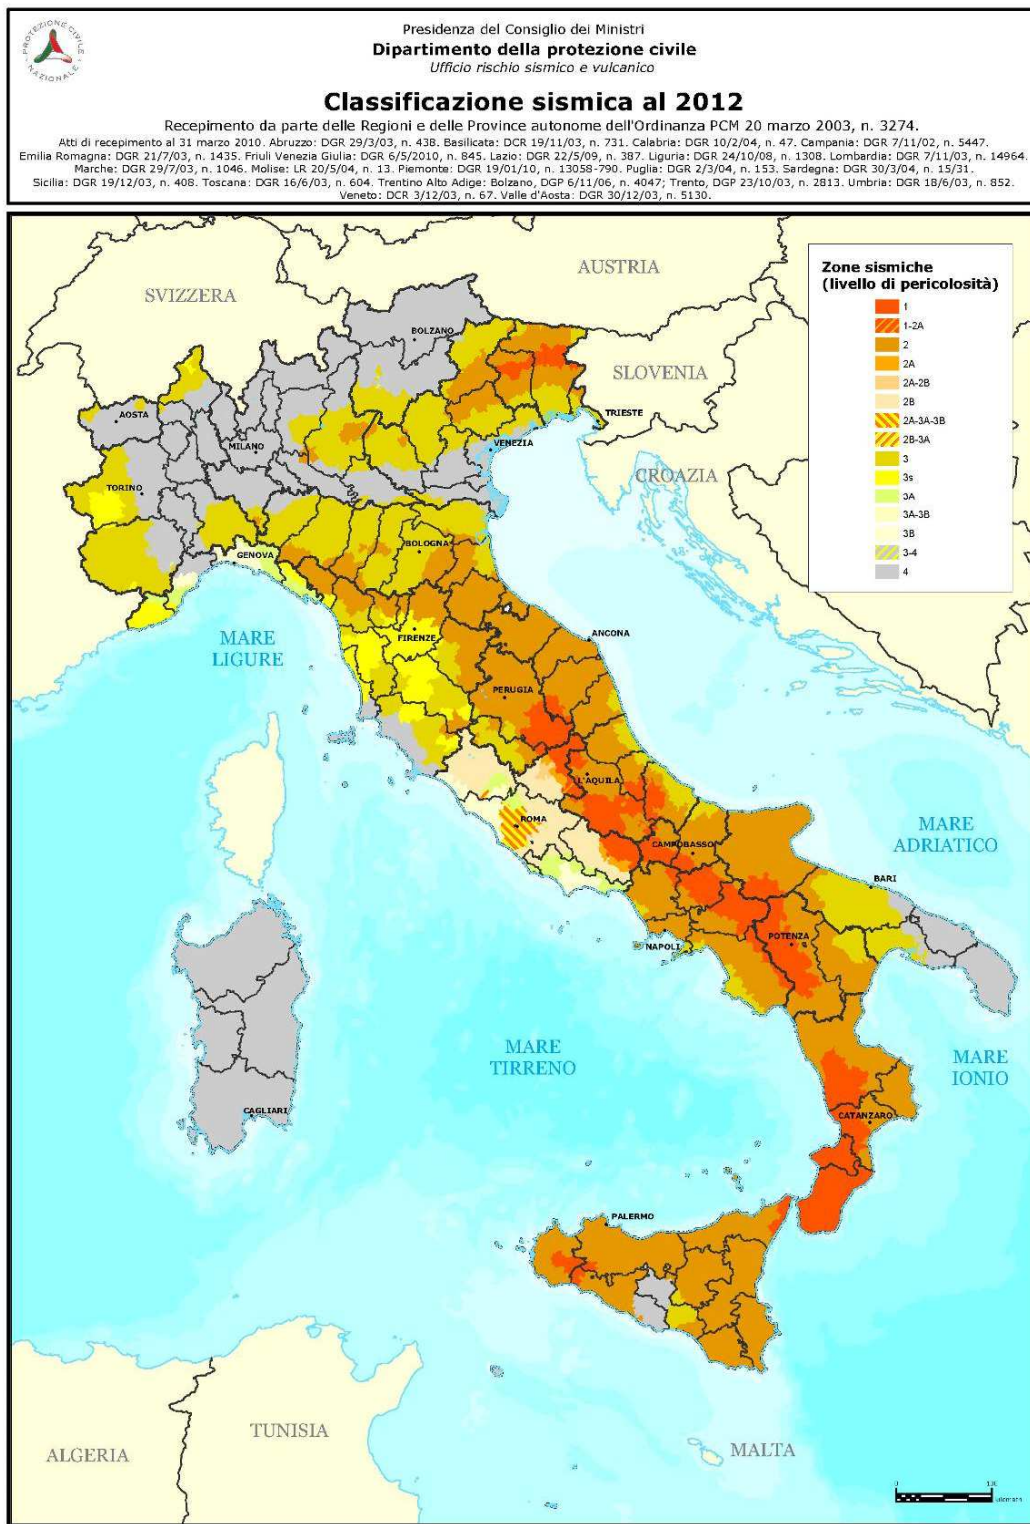 PROTEZIONE CIVILE
NAZIONALE
Presidenza del Consiglio dei Ministri
Dipartimento della protezione civile
Ufficio rischio sismico e vulcanico
Classificazione sismica al 2012
Recepimento da parte delle Regioni e delle Province autonome dell'Ordinanza PCM 20 marzo 2003, n. 3274.
Atti di recepimento al 31 marzo 2010. Abruzzo: DGR 29/3/03, n. 438. Basilicata: DCR 19/11/03, n. 731. Calabria: DGR 10/2/04, n. 47. Campania: DGR 7/11/02, n. 5447.
Emilia Romagna: DGR 21/7/03, n. 1435. Friuli Venezia Giulia: DGR 6/5/2010, n. 845. Lazio: DGR 22/5/09, n. 387. Liguria: DGR 24/10/08, n. 1308. Lombardia: DGR 7/11/03, n. 14964.
Marche: DGR 29/7/03, n. 1046. Molise: LR 20/5/04, n. 13. Piemonte: DGR 19/01/10, n. 13058-790. Puglia: DGR 2/3/04, n. 153. Sardegna: DGR 30/3/04, n. 15/31.
Sicilia: DGR 19/12/03, n. 408. Toscana: DGR 16/6/03, n. 604. Trentino Alto Adige: Bolzano, DGP 6/11/06, n. 4047; Trento, DGP 23/10/03, n. 2813. Umbria: DGR 18/6/03, n. 852.
Veneto: DCR 3/12/03, n. 67. Valle d'Aosta: DGR 30/12/03, n. 5130.
Zone sismiche
(livello di pericolosità)
1
1-2A
2
2A
2A-2B
2B
2A-3A-3B
2B-3A
3
3s
3A
3A-3B
3B
3-4
4
AUSTRIA
SVIZZERA
BOLZANO
SLOVENIA
TRIESTE
AOSTA
VENEZIA
MILANO
CROAZIA
TORINO
BOLOGNA
GENOVA
FIRENZE
ANCONA
MARE
LIGURE
PERUGIA
L'AQUILA
ROMA
MARE
ADRIATICO
CAMPOBASSO
BARI
POTENZA
NAPOLI
MARE
TIRRENO
MARE
IONIO
CAGLIARI
CATANZARO
PALERMO
TUNISIA
ALGERIA
MALTA
0